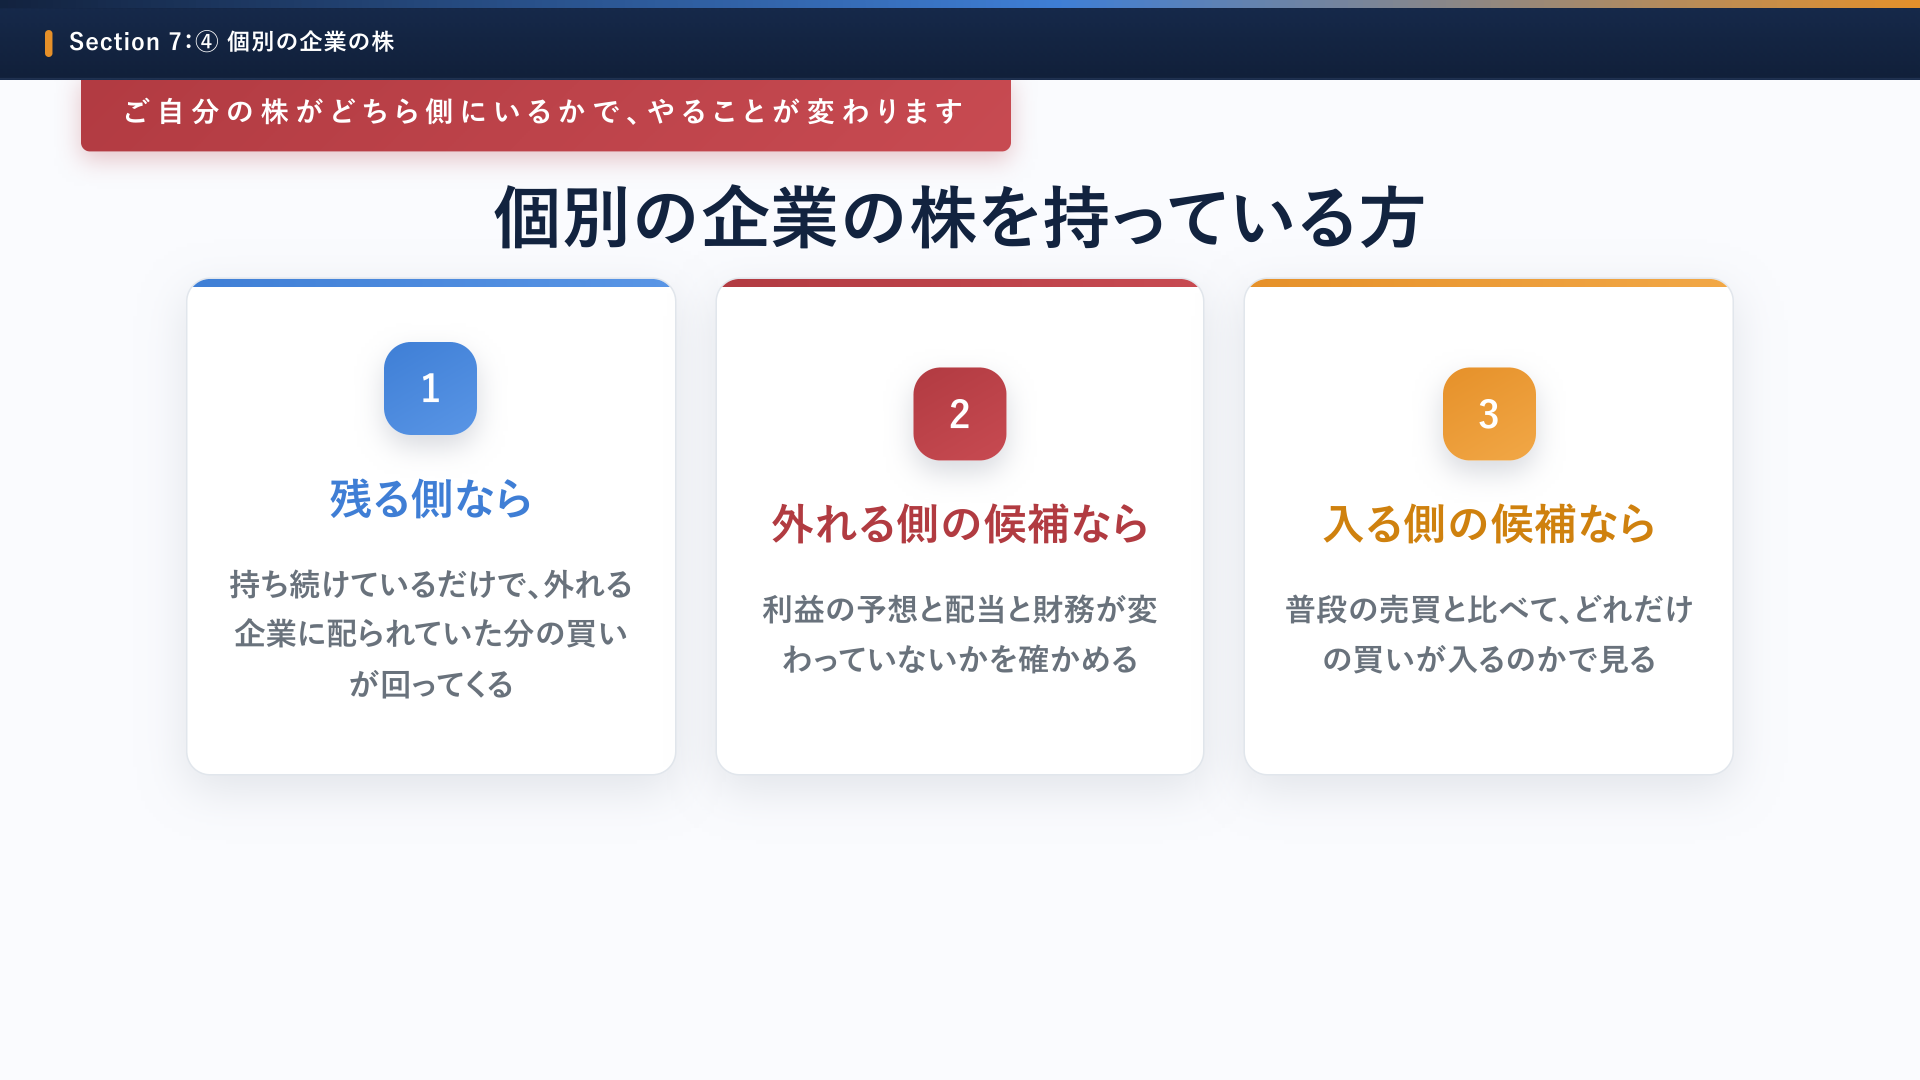 Section 7:④ 個別の企業の株
ご自分の株がどちら側にいるかで、やることが変わります
個別の企業の株を持っている方
1
残る側なら
持ち続けているだけで、外れる
企業に配られていた分の買い
が回ってくる
2
外れる側の候補なら
利益の予想と配当と財務が変
わっていないかを確かめる
3
入る側の候補なら
普段の売買と比べて、どれだけ
の買いが入るのかで見る